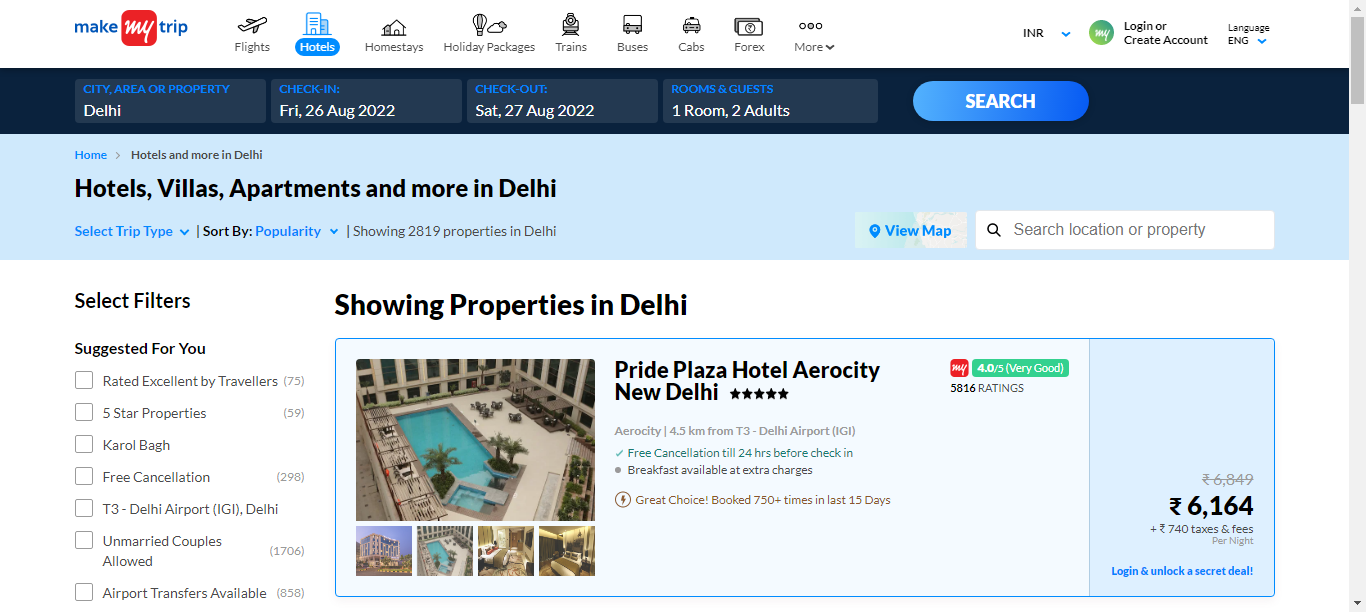 make my trip
Flights
Hotels
Homestays
Holiday Packages
Trains
Buses
Cabs
Forex
More
INR
my
Login or
Create Account
Language
ENG
CITY, AREA OR PROPERTY
Delhi
CHECK-IN:
Fri, 26 Aug 2022
CHECK-OUT:
Sat, 27 Aug 2022
ROOMS & GUESTS
1 Room, 2 Adults
SEARCH
Home > Hotels and more in Delhi
Hotels, Villas, Apartments and more in Delhi
Select Trip Type | Sort By: Popularity | Showing 2819 properties in Delhi
View Map
Search location or property
Select Filters
Suggested For You
Rated Excellent by Travellers (75)
5 Star Properties (59)
Karol Bagh
Free Cancellation (298)
T3 - Delhi Airport (IGI), Delhi
Unmarried Couples
Allowed (1706)
Airport Transfers Available (858)
Showing Properties in Delhi
Pride Plaza Hotel Aerocity
New Delhi ★★★★★
my 4.0/5 (Very Good)
5816 RATINGS
Aerocity | 4.5 km from T3 - Delhi Airport (IGI)
✓ Free Cancellation till 24 hrs before check in
● Breakfast available at extra charges
Great Choice! Booked 750+ times in last 15 Days
₹ 6,849
₹ 6,164
+ ₹ 740 taxes & fees
Per Night
Login & unlock a secret deal!